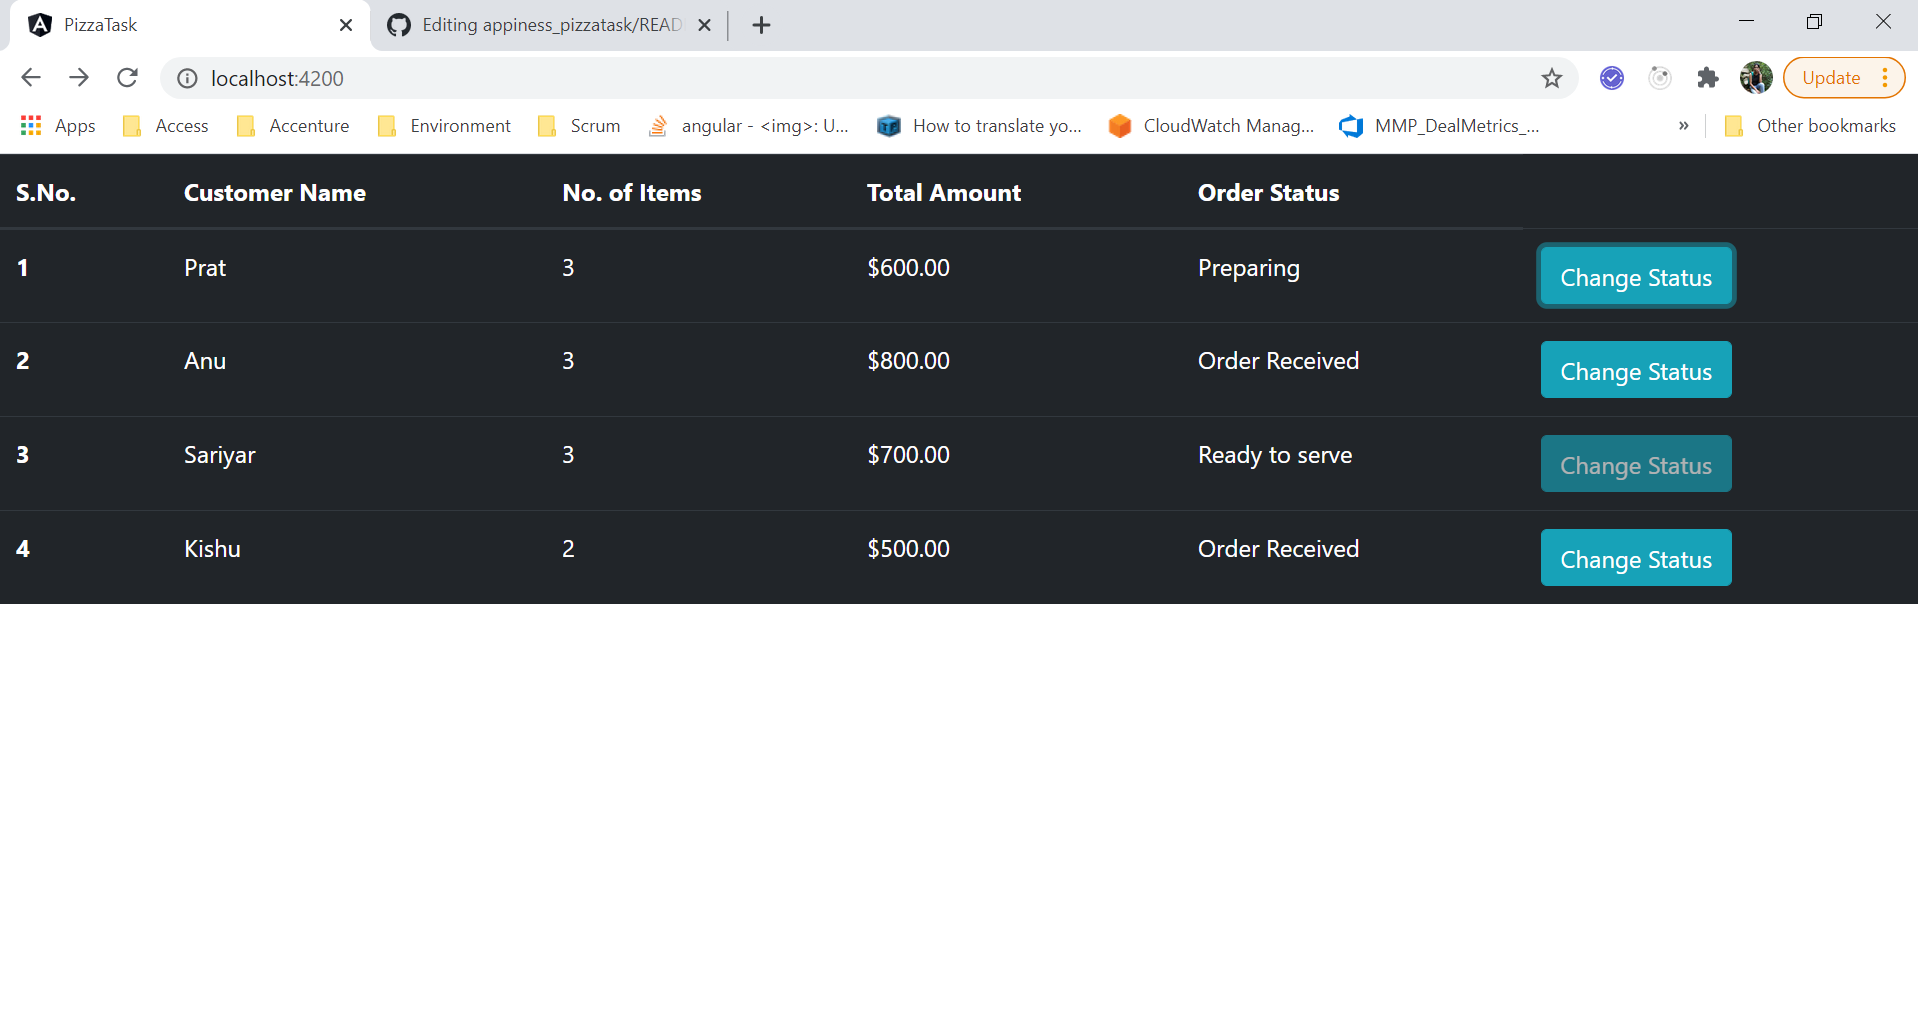 PizzaTask
Editing appiness_pizzatask/READ
localhost:4200
Update
Apps Access Accenture Environment Scrum angular - <img>: U... How to translate yo... CloudWatch Manag... MMP_DealMetrics_... » Other bookmarks
S.No. Customer Name No. of Items Total Amount Order Status
1 Prat 3 $600.00 Preparing Change Status
2 Anu 3 $800.00 Order Received Change Status
3 Sariyar 3 $700.00 Ready to serve Change Status
4 Kishu 2 $500.00 Order Received Change Status